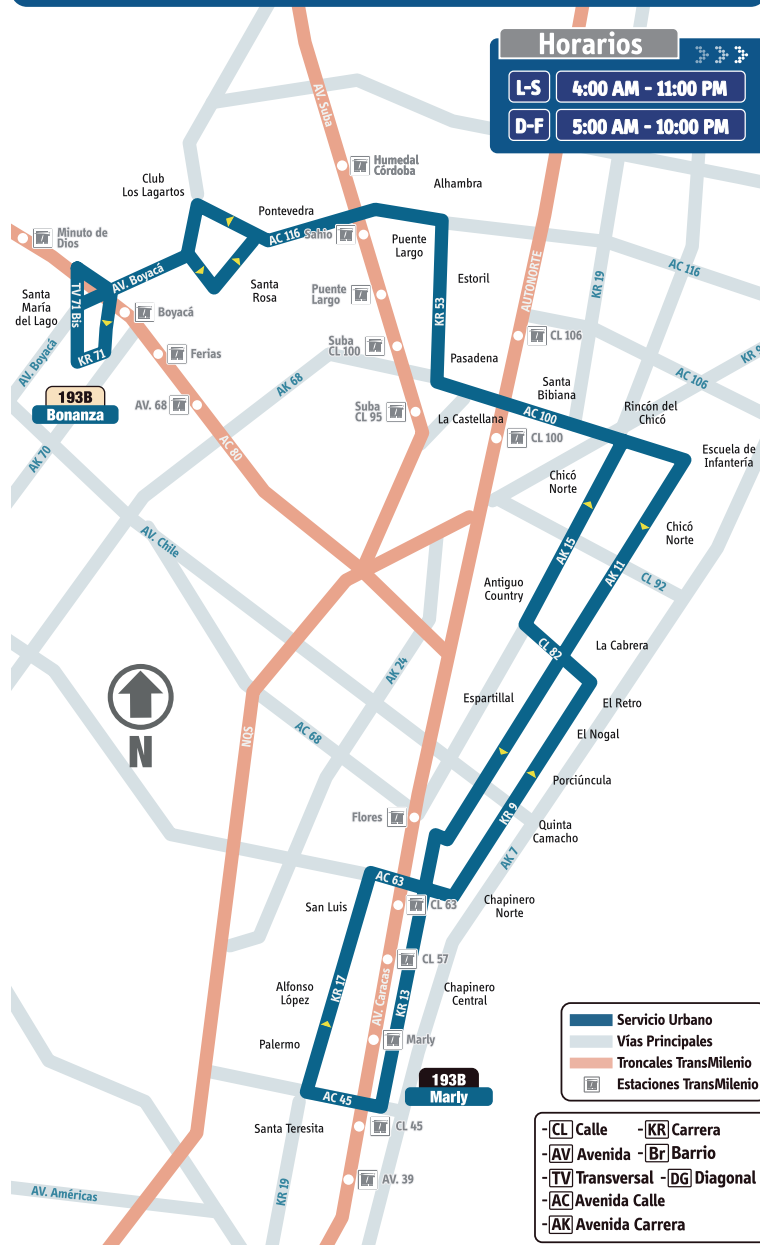 Horarios
L-S 4:00 AM - 11:00 PM
D-F 5:00 AM - 10:00 PM
AV. Suba
Humedal
Córdoba
Club
Los Lagartos
Alhambra
Pontevedra
AC 116
Suba
Minuto de
Dios
Puente
Largo
AUTONORTE
AC 116
AV. Boyacá
Santa
Rosa
Estoril
KR 19
Santa
María
del Lago
TV 71 Bis
Puente
Largo
KR 53
Boyacá
KR 71
Ferias
Suba
CL 100
CL 106
AV. Boyacá
Pasadena
AC 106
AK 68
Santa
Bibiana
193B
Bonanza
AV. 68
Suba
CL 95
La Castellana
AC 100
Rincón del
Chicó
AK 70
AC 80
CL 100
Escuela de
Infantería
Chicó
Norte
Chicó
Norte
AV. Chile
AK 15
AK 11
CL 92
Antiguo
Country
CL 82
La Cabrera
AK 24
Espartillal
El Retro
N
NQS
AC 68
El Nogal
Porciúncula
Flores
KR 9
Quinta
Camacho
AK 7
AC 63
San Luis
CL 63
Chapinero
Norte
CL 57
Alfonso
López
KR 17
AV. Caracas
KR 13
Chapinero
Central
Palermo
Marly
193B
Marly
AC 45
Santa Teresita
CL 45
AV. 39
KR 19
AV. Américas
Servicio Urbano
Vías Principales
Troncales TransMilenio
Estaciones TransMilenio
-CL Calle -KR Carrera
-AV Avenida -Br Barrio
-TV Transversal -DG Diagonal
-AC Avenida Calle
-AK Avenida Carrera